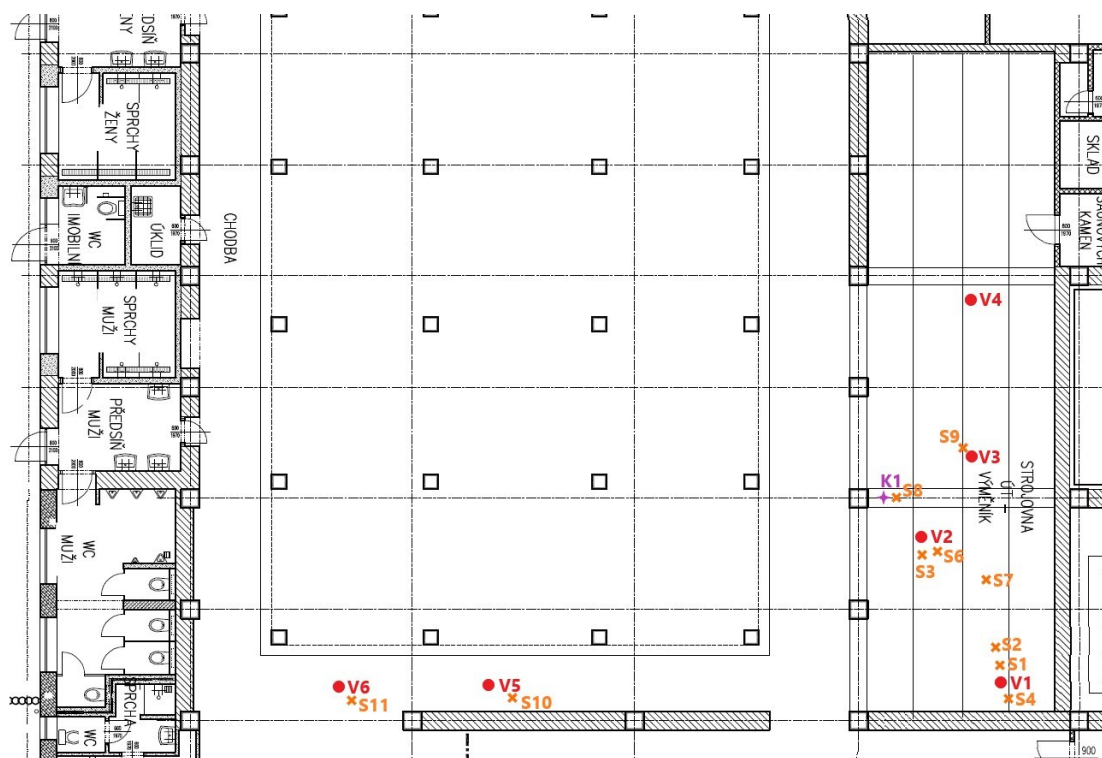 PŘEDSÍŇ
ŽENY
SPRCHY
ŽENY
WC
IMOBILNÍ
ÚKLID
CHODBA
SPRCHY
MUŽI
PŘEDSÍŇ
MUŽI
WC
MUŽI
SPRCHA
WC
SKLAD
KAMEN
V4
S9
V3
K1
S8
STROJOVNA
ÚT –
VÝMĚNÍK
V2
S6
S3
S7
S2
S1
V1
S4
V6
S11
V5
S10
900